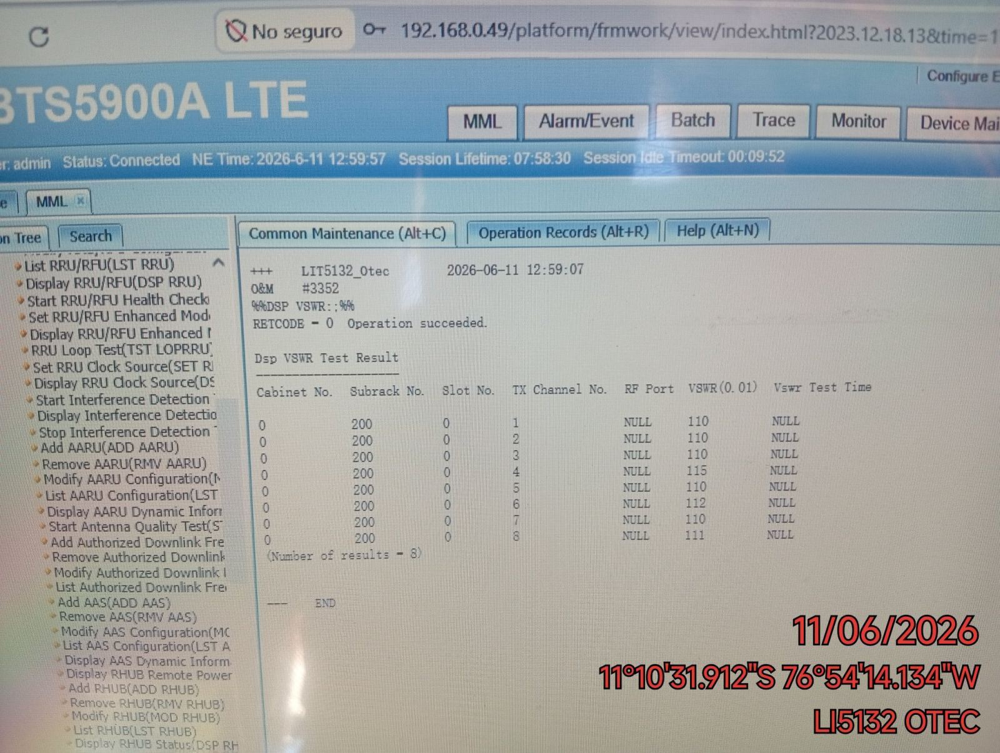 No seguro 192.168.0.49/platform/frmwork/view/index.html?2023.12.18.13&time=1
BTS5900A LTE
Configure
MML Alarm/Event Batch Trace Monitor Device
admin Status: Connected NE Time: 2026-6-11 12:59:57 Session Lifetime: 07:58:30 Session Idle Timeout: 00:09:52
MML
Tree Search
Common Maintenance (Alt+C) Operation Records (Alt+R) Help (Alt+N)
List RRU/RFU(LST RRU)
Display RRU/RFU(DSP RRU)
Start RRU/RFU Health Check
Set RRU/RFU Enhanced Mod
Display RRU/RFU Enhanced
RRU Loop Test(TST LOPRRU)
Set RRU Clock Source(SET R
Display RRU Clock Source(DS
Start Interference Detection
Display Interference Detectio
Stop Interference Detection
Add AARU(ADD AARU)
Remove AARU(RMV AARU)
Modify AARU Configuration(M
List AARU Configuration(LST
Display AARU Dynamic Inforr
Start Antenna Quality Test(S
Add Authorized Downlink Fre
Remove Authorized Downlink
Modify Authorized Downlink
List Authorized Downlink Fre
Add AAS(ADD AAS)
Remove AAS(RMV AAS)
Modify AAS Configuration(MO
List AAS Configuration(LST A
Display AAS Dynamic Inform
Display RHUB Remote Power
Add RHUB(ADD RHUB)
Remove RHUB(RMV RHUB)
Modify RHUB(MOD RHUB)
List RHUB(LST RHUB)
Display RHUB Status(DSP RH
+++ LIT5132_Otec 2026-06-11 12:59:07
O&M #3352
%%DSP VSWR:;%%
RETCODE = 0 Operation succeeded.
Dsp VSWR Test Result
--------------------
Cabinet No. Subrack No. Slot No. TX Channel No. RF Port VSWR(0.01) Vswr Test Time
0 200 0 1 NULL 110 NULL
0 200 0 2 NULL 110 NULL
0 200 0 3 NULL 110 NULL
0 200 0 4 NULL 115 NULL
0 200 0 5 NULL 110 NULL
0 200 0 6 NULL 112 NULL
0 200 0 7 NULL 110 NULL
0 200 0 8 NULL 111 NULL
(Number of results = 8)
--- END
11/06/2026
11°10'31.912"S 76°54'14.134"W
LI5132 OTEC